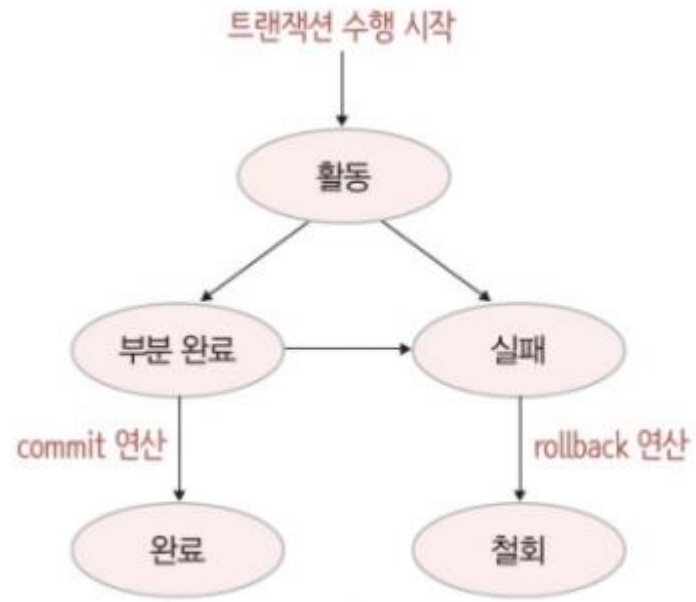 트랜잭션 수행 시작
활동
부분 완료
실패
commit 연산
rollback 연산
완료
철회